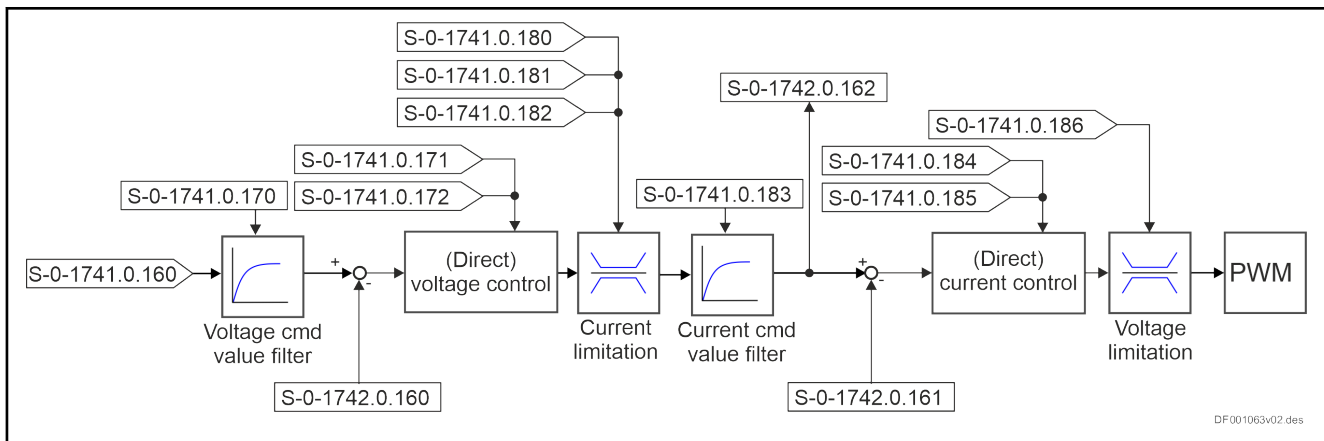 S-0-1741.0.180
S-0-1741.0.181
S-0-1741.0.182
S-0-1742.0.162
S-0-1741.0.186
S-0-1741.0.171
S-0-1741.0.172
S-0-1741.0.184
S-0-1741.0.185
S-0-1741.0.170
S-0-1741.0.183
S-0-1741.0.160
+
-
(Direct)
voltage control
+
-
(Direct)
current control
PWM
Voltage cmd
value filter
Current
limitation
Current cmd
value filter
Voltage
limitation
S-0-1742.0.160
S-0-1742.0.161
DF001063v02.des